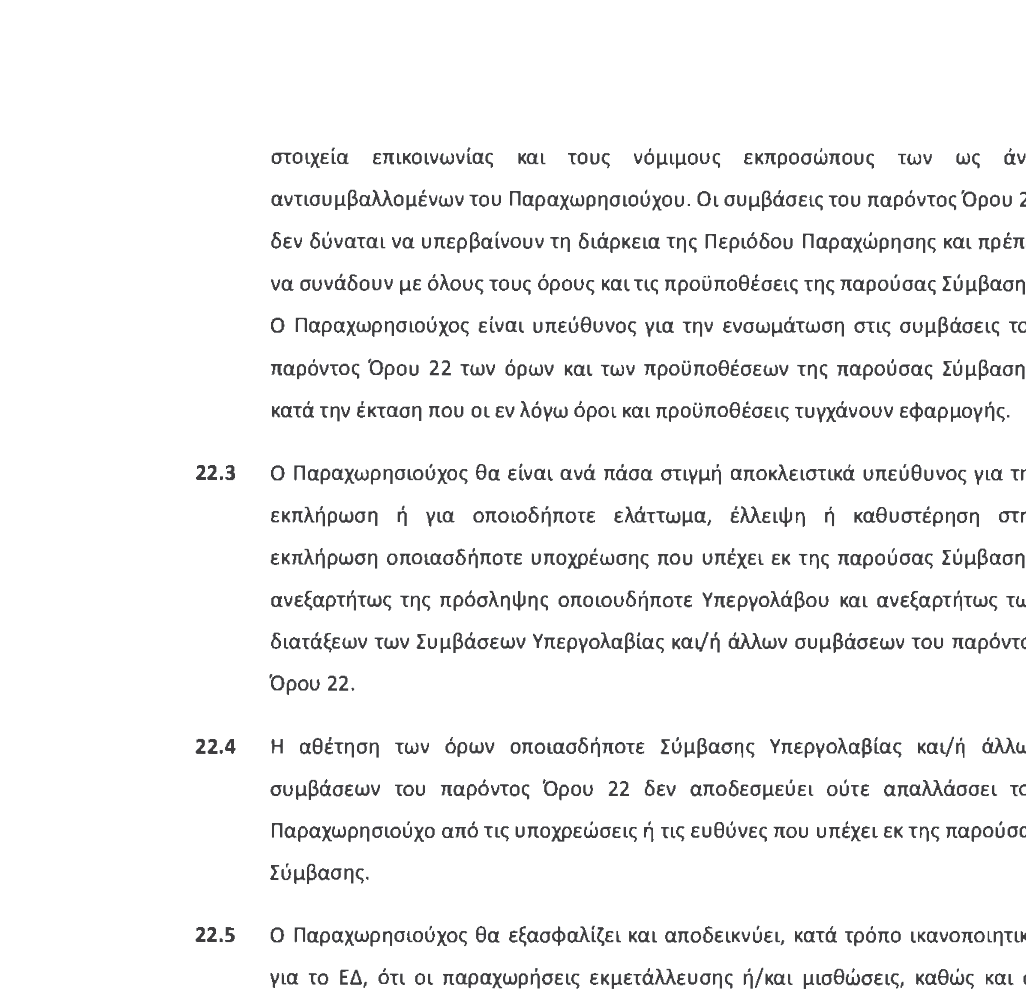 στοιχεία επικοινωνίας και τους νόμιμους εκπροσώπους των ως
αντισυμβαλλομένων του Παραχωρησιούχου. Οι συμβάσεις του παρόντος Όρου
δεν δύναται να υπερβαίνουν τη διάρκεια της Περιόδου Παραχώρησης και
να συνάδουν με όλους τους όρους και τις προϋποθέσεις της παρούσας
Ο Παραχωρησιούχος είναι υπεύθυνος για την ενσωμάτωση στις συμβάσεις
παρόντος Όρου 22 των όρων και των προϋποθέσεων της παρούσας
κατά την έκταση που οι εν λόγω όροι και προϋποθέσεις τυγχάνουν εφαρμογής.
22.3 Ο Παραχωρησιούχος θα είναι ανά πάσα στιγμή αποκλειστικά υπεύθυνος για
εκπλήρωση ή για οποιοδήποτε ελάττωμα, έλλειψη ή καθυστέρηση
εκπλήρωση οποιασδήποτε υποχρέωσης που υπέχει εκ της παρούσας
ανεξαρτήτως της πρόσληψης οποιουδήποτε Υπεργολάβου και ανεξαρτήτως
διατάξεων των Συμβάσεων Υπεργολαβίας και/ή άλλων συμβάσεων του
Όρου 22.
22.4 Η αθέτηση των όρων οποιασδήποτε Σύμβασης Υπεργολαβίας και/ή
συμβάσεων του παρόντος Όρου 22 δεν αποδεσμεύει ούτε απαλλάσσει
Παραχωρησιούχο από τις υποχρεώσεις ή τις ευθύνες που υπέχει εκ της
Σύμβασης.
22.5 Ο Παραχωρησιούχος θα εξασφαλίζει και αποδεικνύει, κατά τρόπο
για το ΕΔ, ότι οι παραχωρήσεις εκμετάλλευσης ή/και μισθώσεις, καθώς και